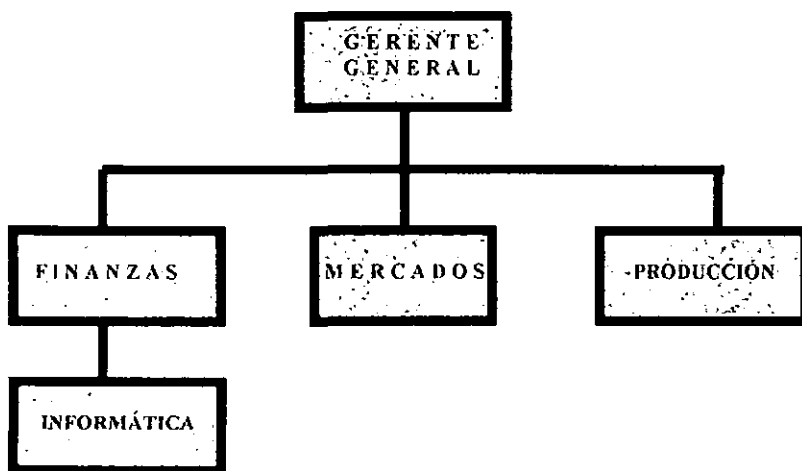 GERENTE
GENERAL
FINANZAS
MERCADOS
PRODUCCIÓN
INFORMÁTICA